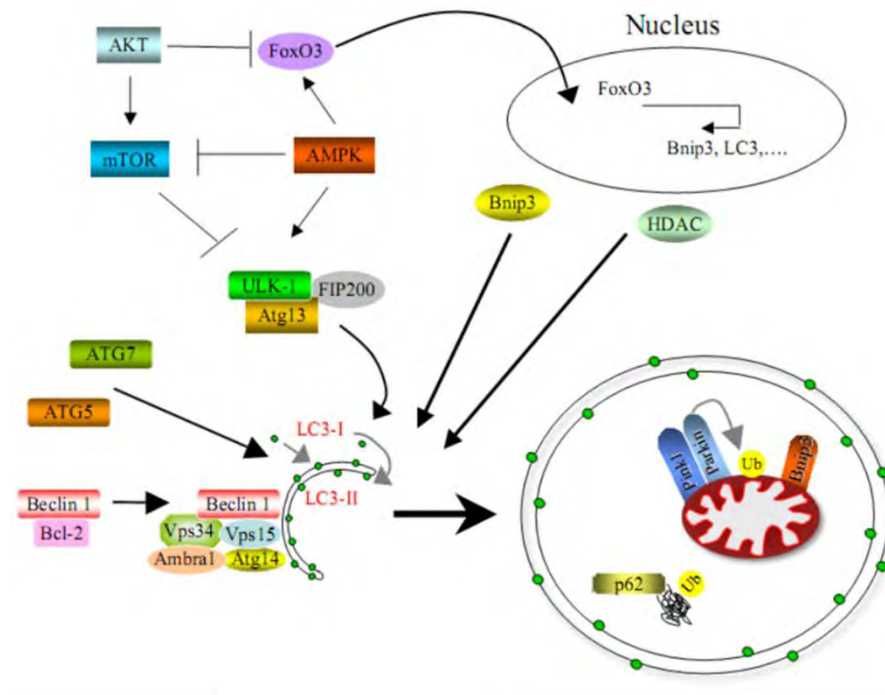 Nucleus
AKT
FoxO3
FoxO3
mTOR
AMPK
Bnip3, LC3,....
Bnip3
HDAC
ULK-1
FIP200
Atg13
ATG7
ATG5
LC3-I
LC3-II
Beclin 1
Bcl-2
Beclin 1
Vps34
Vps15
Ambra1
Atg14
Pink1
Parkin
Ub
Bnip3
p62
Ub